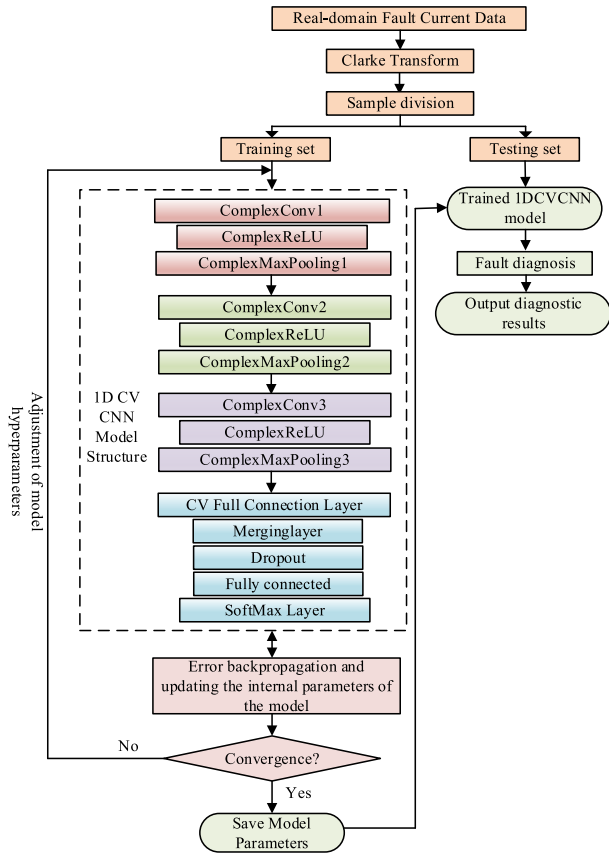 Real-domain Fault Current Data
Clarke Transform
Sample division
Training set
Testing set
ComplexConv1
ComplexReLU
ComplexMaxPooling1
ComplexConv2
ComplexReLU
ComplexMaxPooling2
ComplexConv3
ComplexReLU
ComplexMaxPooling3
CV Full Connection Layer
Merginglayer
Dropout
Fully connected
SoftMax Layer
1D CV
CNN
Model
Structure
Adjustment of model
hyperparameters
Error backpropagation and
updating the internal parameters of
the model
Convergence?
No
Yes
Save Model
Parameters
Trained 1DCVCNN
model
Fault diagnosis
Output diagnostic
results